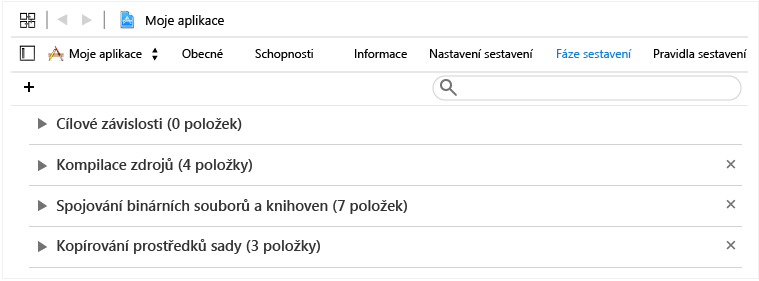 Moje aplikace
Moje aplikace Obecné Schopnosti Informace Nastavení sestavení Fáze sestavení Pravidla sestavení
+
Cílové závislosti (0 položek)
Kompilace zdrojů (4 položky)
Spojování binárních souborů a knihoven (7 položek)
Kopírování prostředků sady (3 položky)